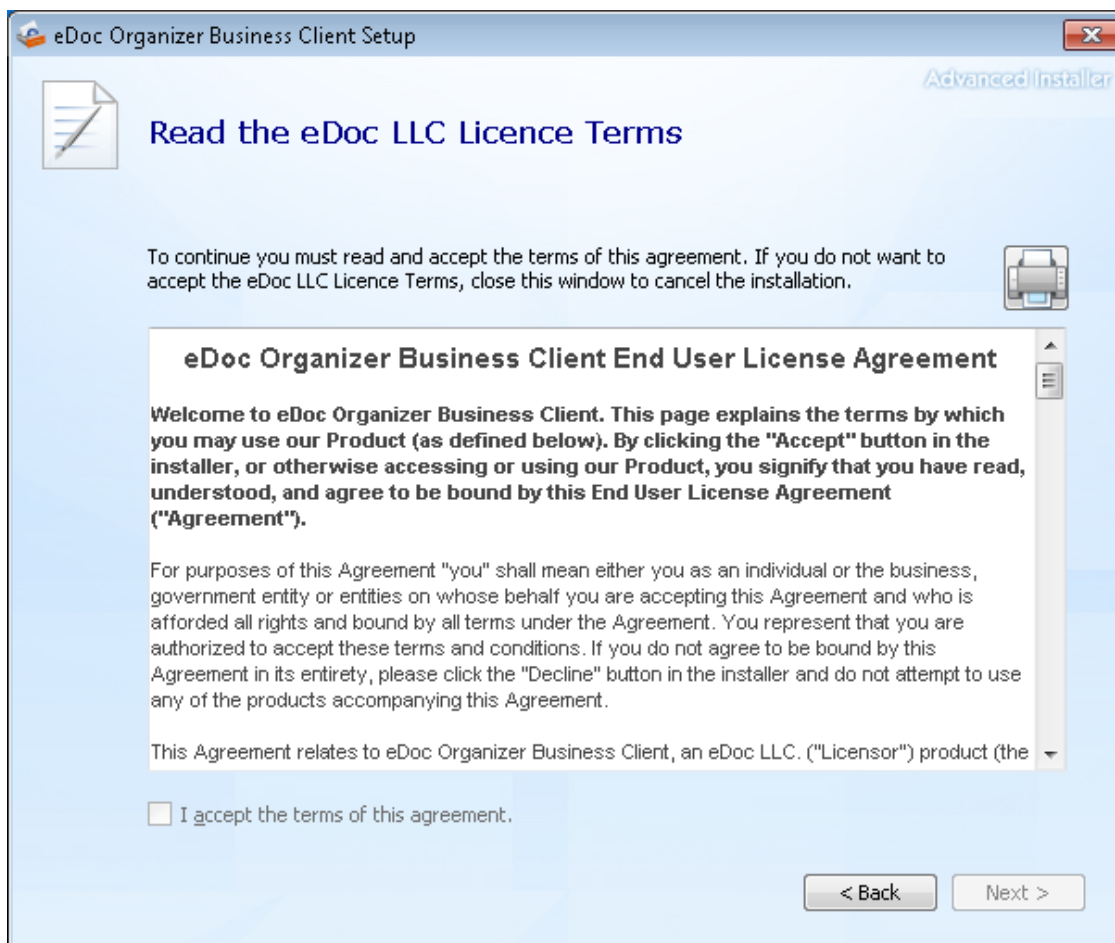 eDoc Organizer Business Client Setup
Advanced Installer
Read the eDoc LLC Licence Terms
To continue you must read and accept the terms of this agreement. If you do not want to
accept the eDoc LLC Licence Terms, close this window to cancel the installation.
eDoc Organizer Business Client End User License Agreement
Welcome to eDoc Organizer Business Client. This page explains the terms by which
you may use our Product (as defined below). By clicking the "Accept" button in the
installer, or otherwise accessing or using our Product, you signify that you have read,
understood, and agree to be bound by this End User License Agreement
("Agreement").
For purposes of this Agreement "you" shall mean either you as an individual or the business,
government entity or entities on whose behalf you are accepting this Agreement and who is
afforded all rights and bound by all terms under the Agreement. You represent that you are
authorized to accept these terms and conditions. If you do not agree to be bound by this
Agreement in its entirety, please click the "Decline" button in the installer and do not attempt to use
any of the products accompanying this Agreement.
This Agreement relates to eDoc Organizer Business Client, an eDoc LLC. ("Licensor") product (the
I accept the terms of this agreement.
< Back
Next >